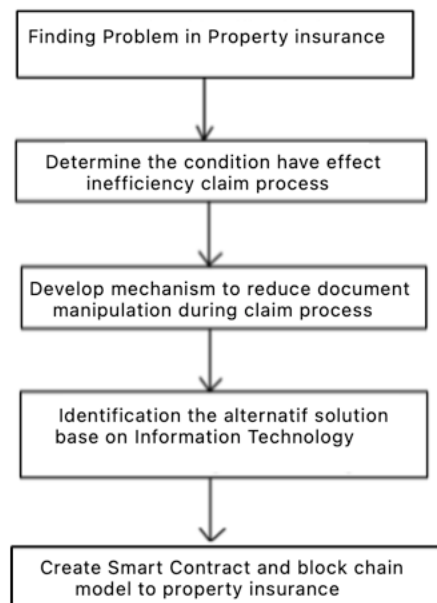 Finding Problem in Property insurance
Determine the condition have effect
inefficiency claim process
Develop mechanism to reduce document
manipulation during claim process
Identification the alternatif solution
base on Information Technology
Create Smart Contract and block chain
model to property insurance